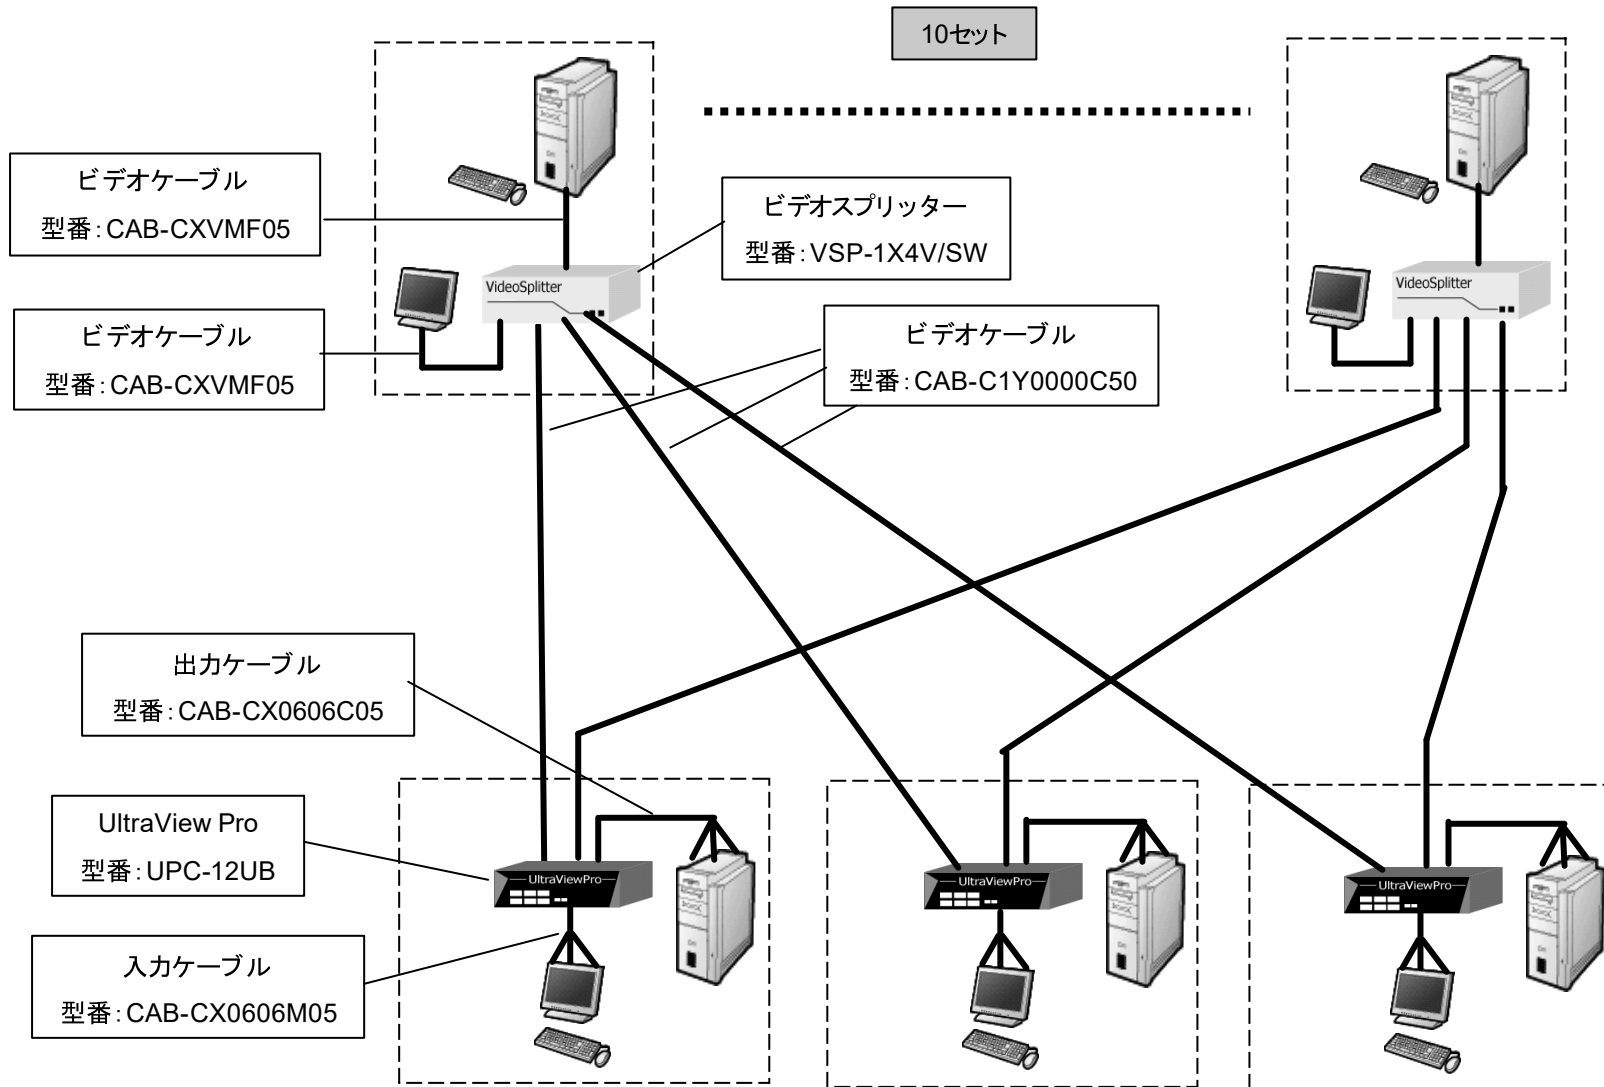 10セット
ビデオケーブル
型番：CAB-CXVMF05
ビデオスプリッター
型番：VSP-1X4V/SW
VideoSplitter
VideoSplitter
ビデオケーブル
型番：CAB-CXVMF05
ビデオケーブル
型番：CAB-C1Y0000C50
出力ケーブル
型番：CAB-CX0606C05
UltraView Pro
型番：UPC-12UB
UltraViewPro
UltraViewPro
UltraViewPro
入力ケーブル
型番：CAB-CX0606M05